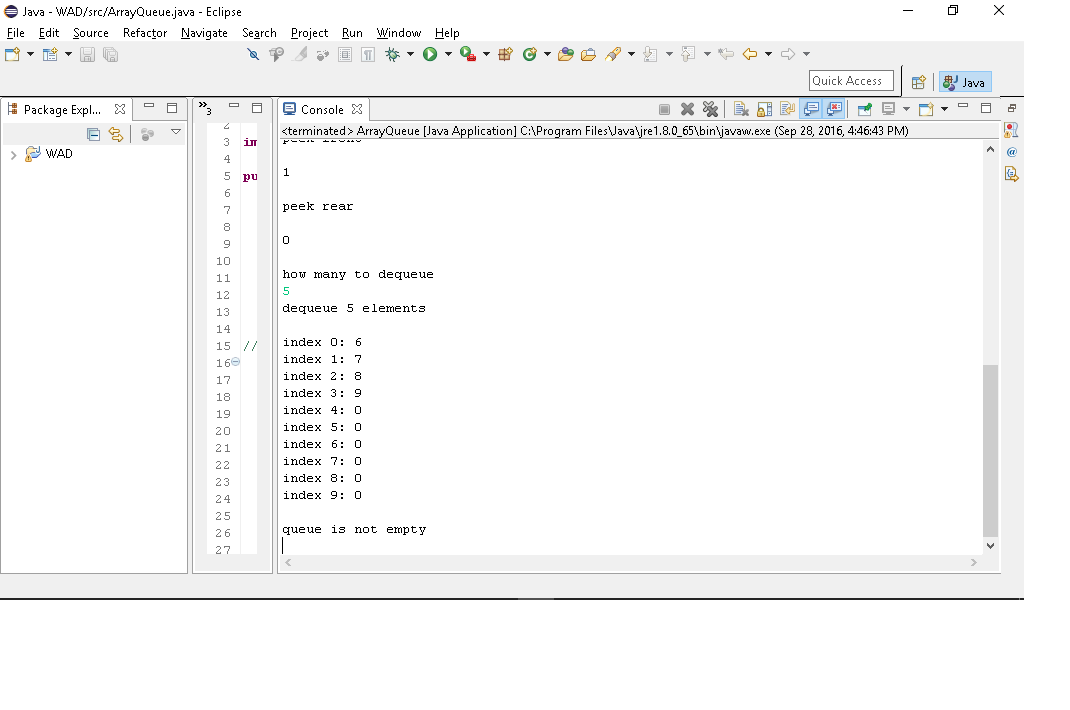 Java - WAD/src/ArrayQueue.java - Eclipse
File Edit Source Refactor Navigate Search Project Run Window Help
Quick Access
Java
Package Expl...
3
Console
<terminated> ArrayQueue [Java Application] C:\Program Files\Java\jre1.8.0_65\bin\javaw.exe (Sep 28, 2016, 4:46:43 PM)
WAD
2
3 im
4
5 pu
6
7
8
9
10
11
12
13
14
15 //
16
17
18
19
20
21
22
23
24
25
26
27
peek front
1
peek rear
0
how many to dequeue
5
dequeue 5 elements
index 0: 6
index 1: 7
index 2: 8
index 3: 9
index 4: 0
index 5: 0
index 6: 0
index 7: 0
index 8: 0
index 9: 0
queue is not empty